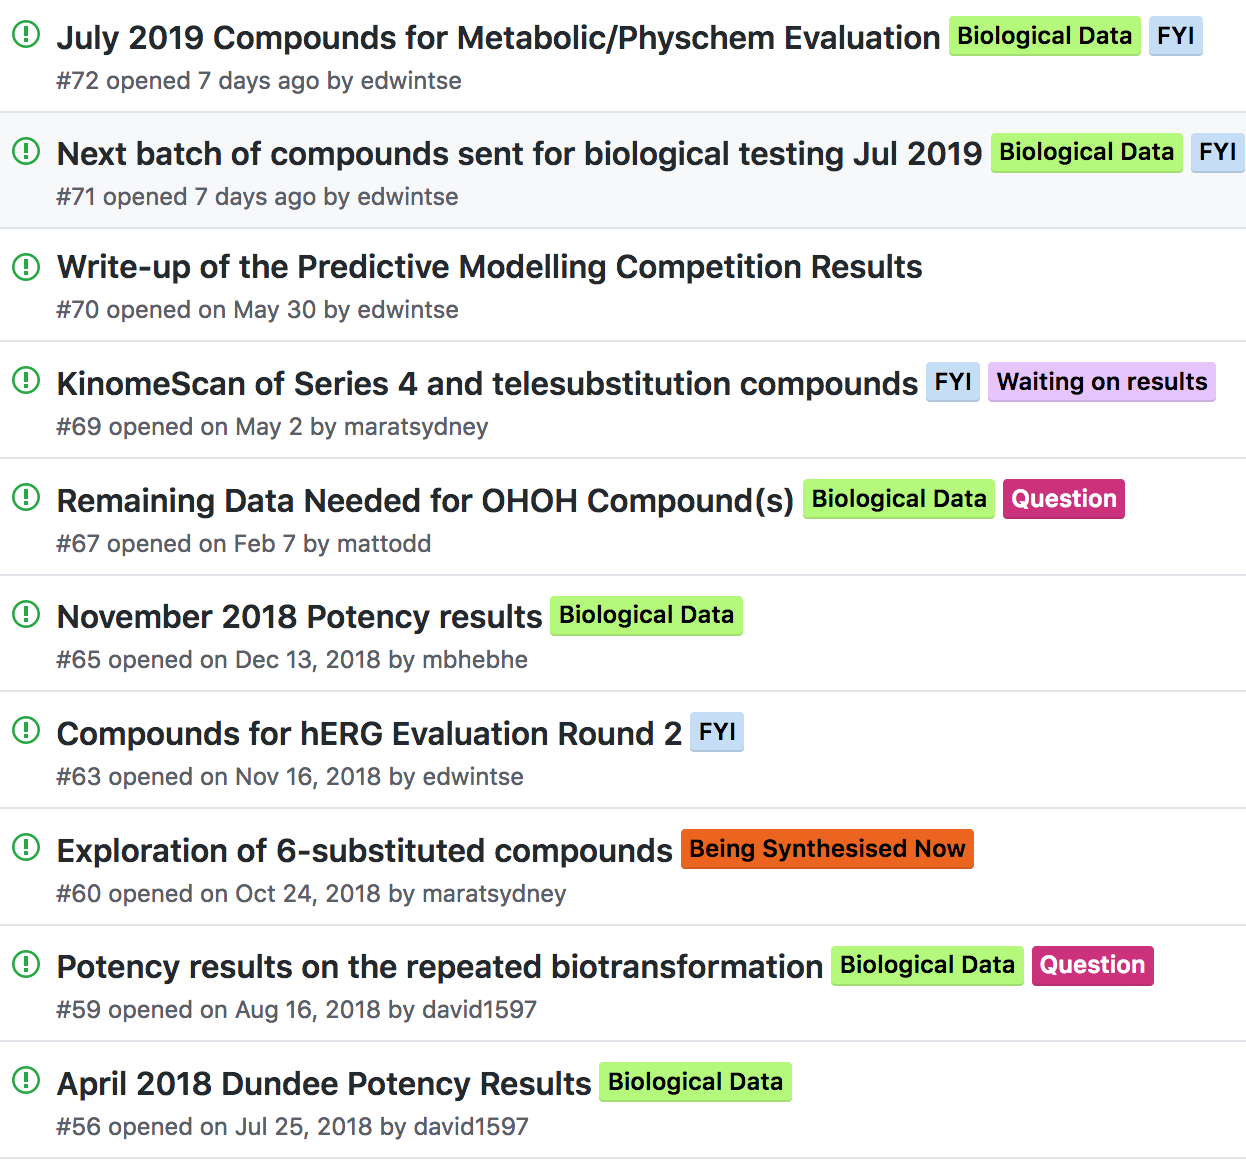 July 2019 Compounds for Metabolic/Physchem Evaluation Biological Data FYI
#72 opened 7 days ago by edwintse
Next batch of compounds sent for biological testing Jul 2019 Biological Data FYI
#71 opened 7 days ago by edwintse
Write-up of the Predictive Modelling Competition Results
#70 opened on May 30 by edwintse
KinomeScan of Series 4 and telesubstitution compounds FYI Waiting on results
#69 opened on May 2 by maratsydney
Remaining Data Needed for OHOH Compound(s) Biological Data Question
#67 opened on Feb 7 by mattodd
November 2018 Potency results Biological Data
#65 opened on Dec 13, 2018 by mbhebhe
Compounds for hERG Evaluation Round 2 FYI
#63 opened on Nov 16, 2018 by edwintse
Exploration of 6-substituted compounds Being Synthesised Now
#60 opened on Oct 24, 2018 by maratsydney
Potency results on the repeated biotransformation Biological Data Question
#59 opened on Aug 16, 2018 by david1597
April 2018 Dundee Potency Results Biological Data
#56 opened on Jul 25, 2018 by david1597